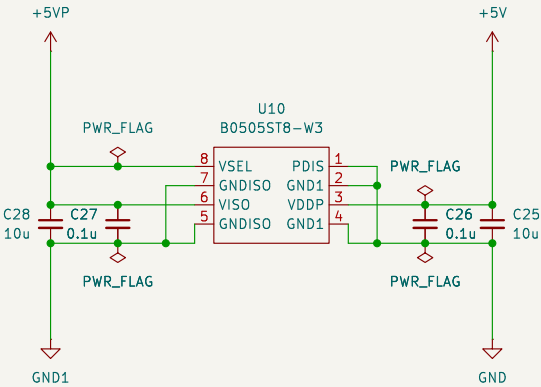 +5VP
+5V
U10
B0505ST8-W3
PWR_FLAG
8 VSEL PDIS 1
PWR_FLAG
7 GNDISO GND1 2
6 VISO VDDP 3
5 GNDISO GND1 4
C28 C27
10u 0.1u
C26 C25
0.1u 10u
PWR_FLAG
PWR_FLAG
GND1
GND